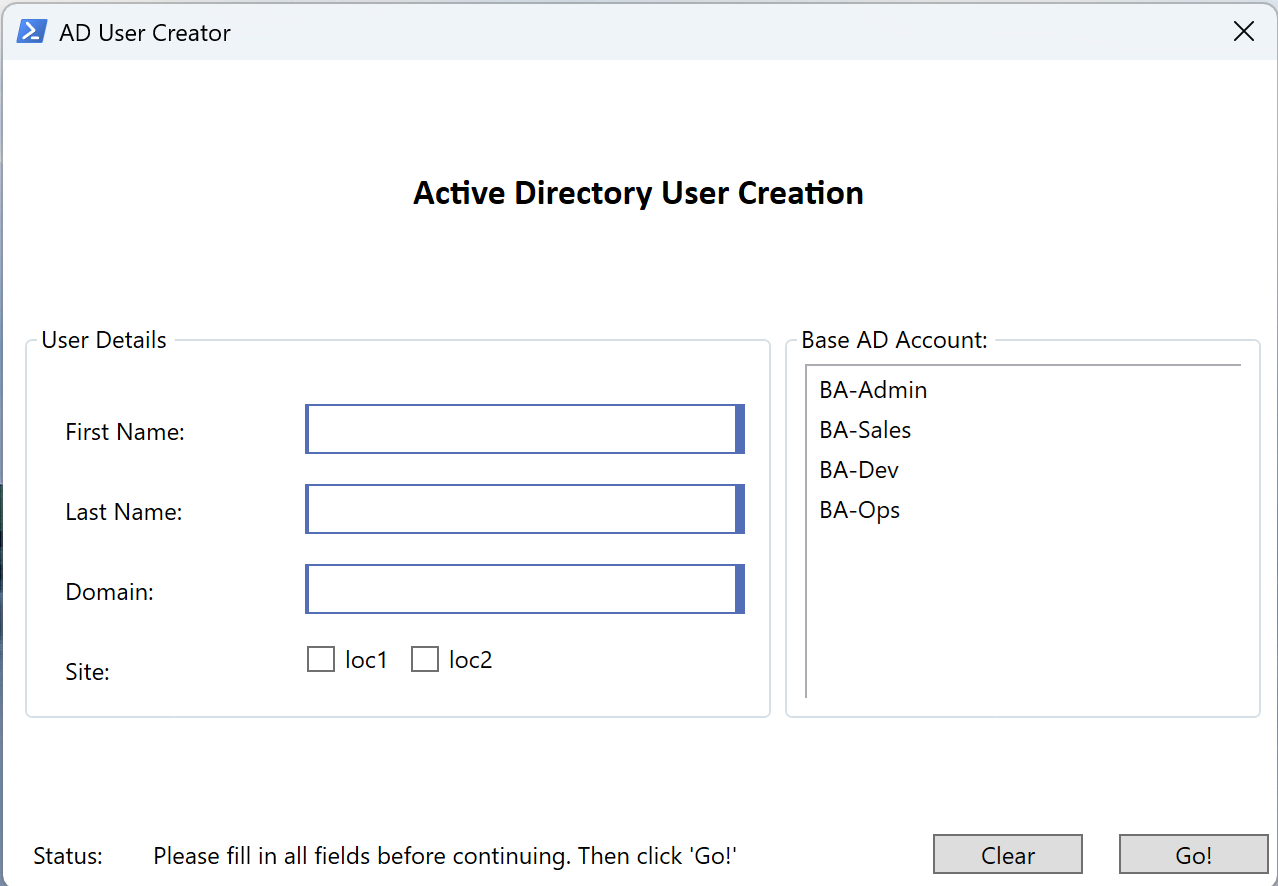 AD User Creator
Active Directory User Creation
User Details
First Name:
Last Name:
Domain:
Site:
loc1 loc2
Base AD Account:
BA-Admin
BA-Sales
BA-Dev
BA-Ops
Status: Please fill in all fields before continuing. Then click 'Go!'
Clear
Go!